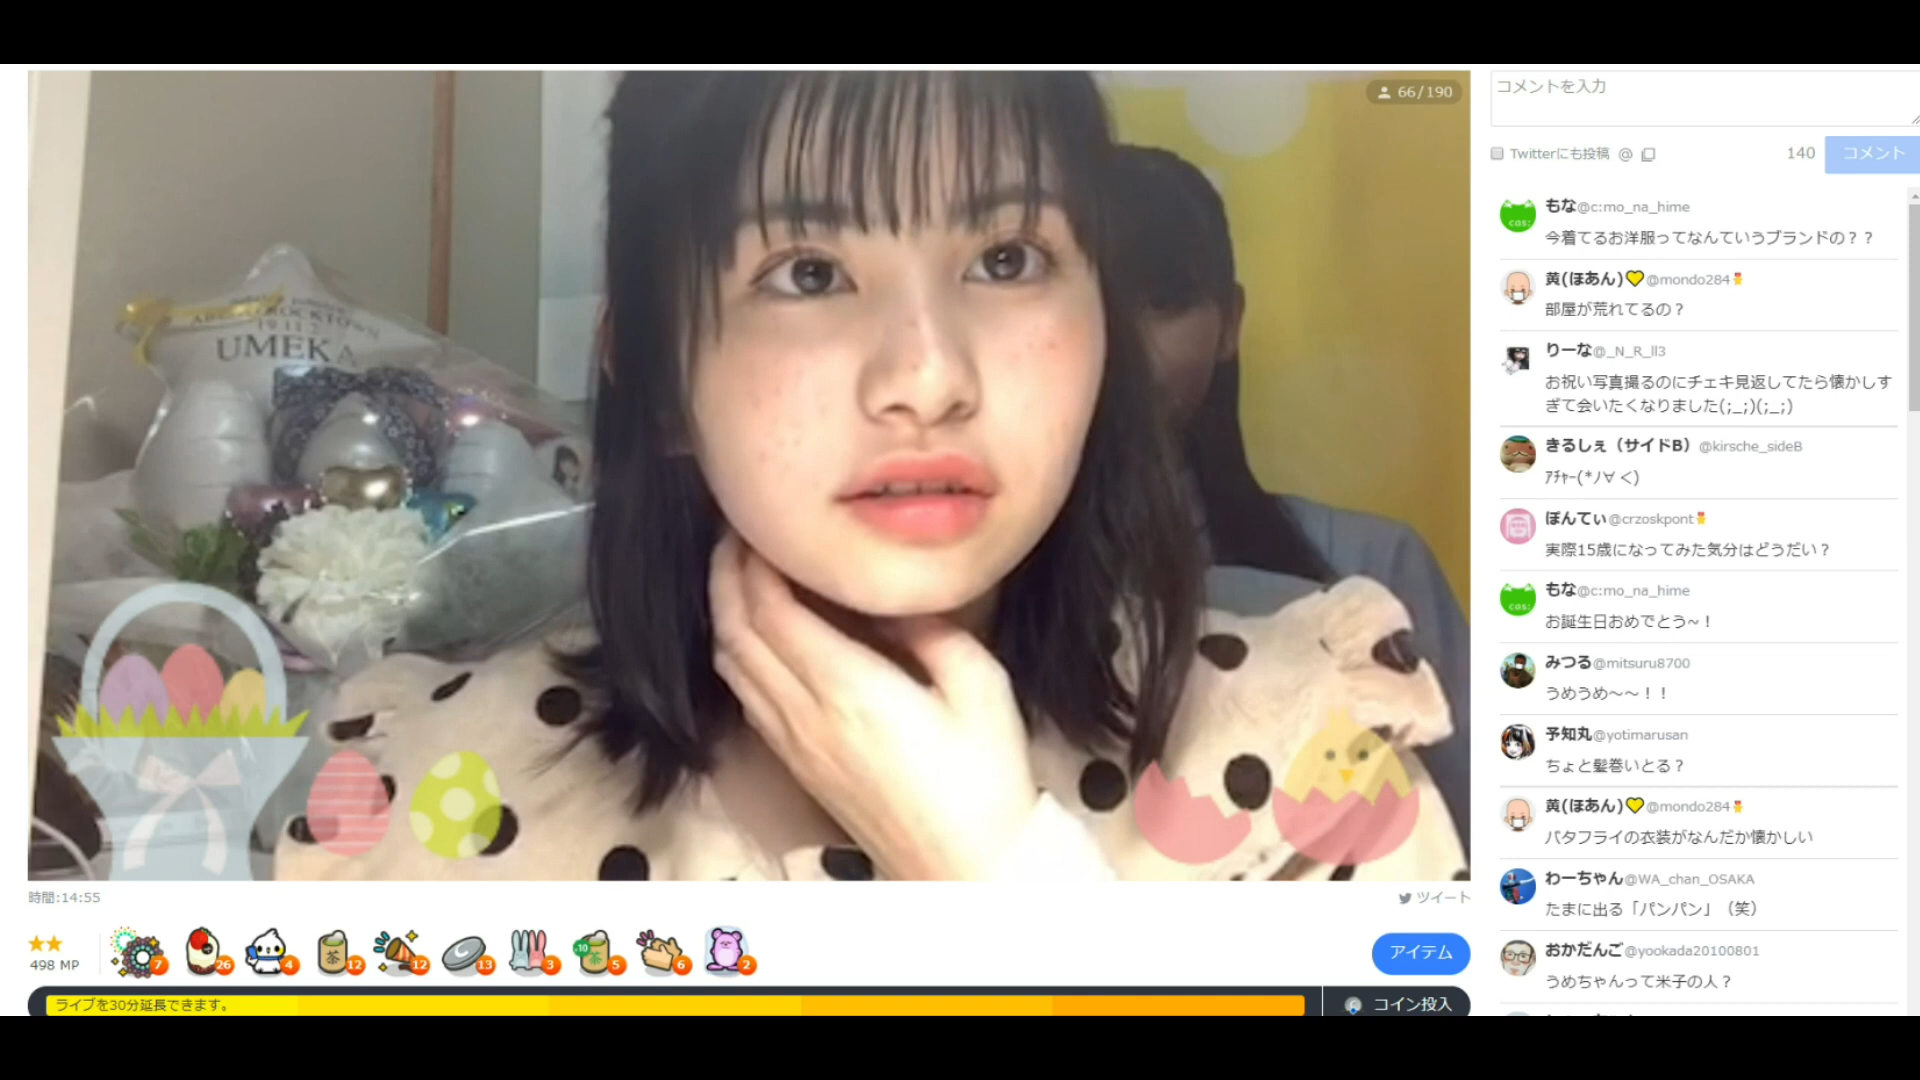 66/190
UMEKA
時間:14:55
ツイート
498 MP
7
26
4
12
12
13
3
10
5
6
2
アイテム
ライブを30分延長できます。
コイン投入
コメントを入力
Twitterにも投稿 @
140
コメント
もな@c:mo_na_hime
今着てるお洋服ってなんていうブランドの？？
黄(ほあん)💛@mondo284
部屋が荒れてるの？
りーな@_N_R_ll3
お祝い写真撮るのにチェキ見返してたら懐かしす
ぎて会いたくなりました(;_;)(;_;)
きるしぇ（サイドB）@kirsche_sideB
ｱﾁｬｰ(*ﾉ∀＜)
ぽんてぃ@crzoskpont
実際15歳になってみた気分はどうだい？
もな@c:mo_na_hime
お誕生日おめでとう~！
みつる@mitsuru8700
うめうめ～～！！
予知丸@yotimarusan
ちょと髪巻いとる？
黄(ほあん)💛@mondo284
バタフライの衣装がなんだか懐かしい
わーちゃん@WA_chan_OSAKA
たまに出る「パンパン」（笑）
おかだんご@yookada20100801
うめちゃんって米子の人？